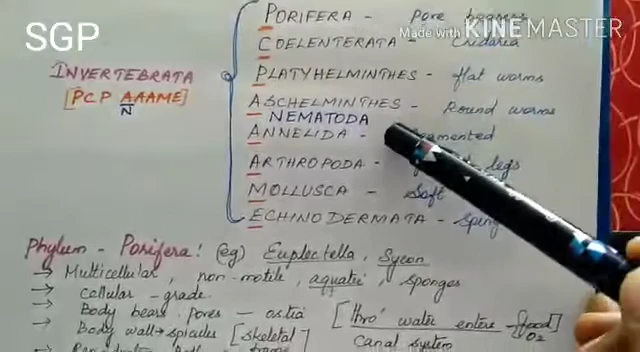 SGP
Made with KINEMASTER
PORIFERA - Pore bearers
COELENTERATA - Cnidaria
INVERTEBRATA
PLATYHELMINTHES - flat worms
[PCP AAAME]
N
ASCHELMINTHES - Round worms
NEMATODA
ANNELIDA -
ARTHROPODA - legs
MOLLUSCA - Soft
ECHINODERMATA -
Phylum - Porifera! (eg) Euplectella, Sycon
→ Multicellular, non-motile, aquatic, sponges
→ Cellular - grade
→ Body bears pores - ostia [thro' water enters food
O2
→ Body wall → spicules [skeletal] canal system